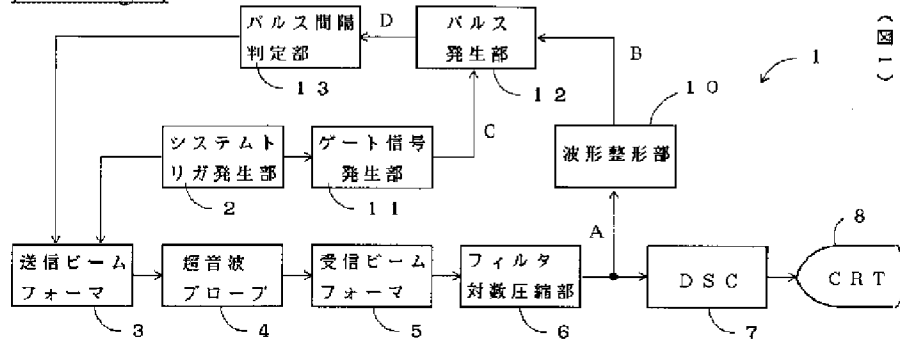 パルス間隔
判定部
13
D
パルス
発生部
12
B
1
(図1)
システムト
リガ発生部
2
ゲート信号
発生部
11
C
10
波形整形部
A
8
送信ビーム
フォーマ
3
超音波
プローブ
4
受信ビーム
フォーマ
5
フィルタ
対数圧縮部
6
DSC
7
CRT